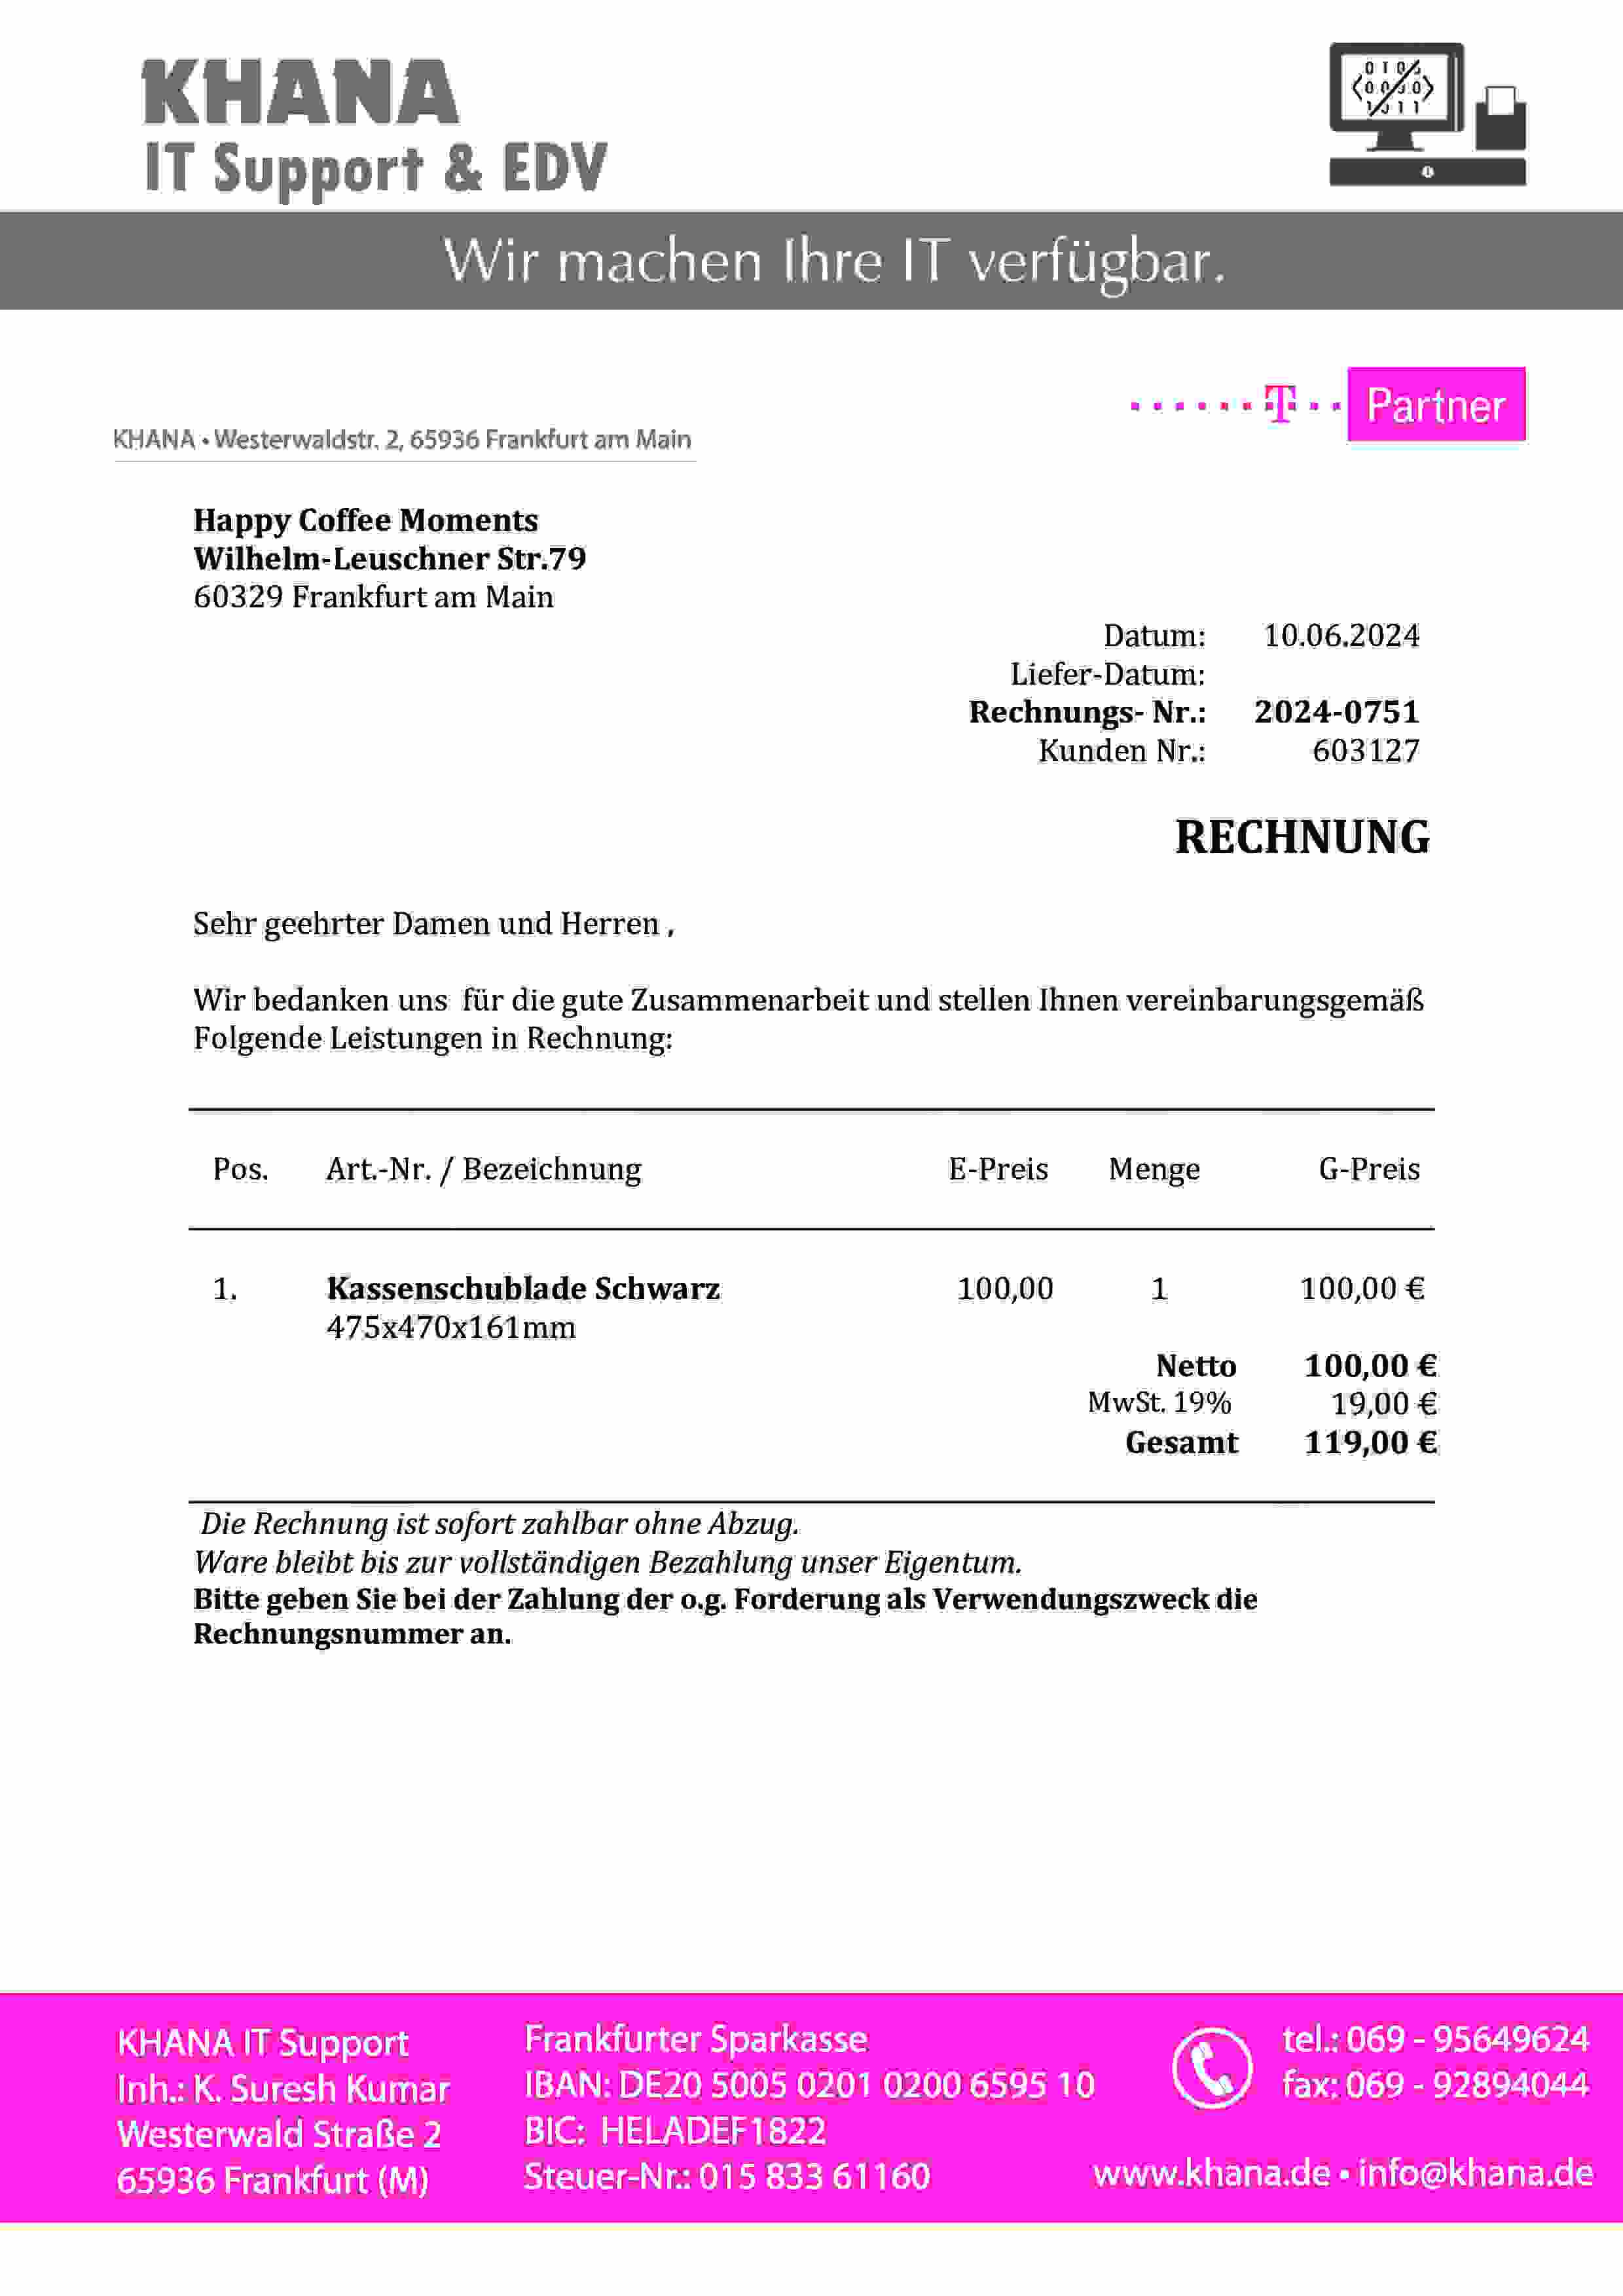 KHANA
IT Support & EDV
Wir machen Ihre IT verfügbar.
T Partner
KHANA • Westerwaldstr. 2, 65936 Frankfurt am Main
Happy Coffee Moments
Wilhelm-Leuschner Str.79
60329 Frankfurt am Main
Datum: 10.06.2024
Liefer-Datum:
Rechnungs- Nr.: 2024-0751
Kunden Nr.: 603127
RECHNUNG
Sehr geehrter Damen und Herren ,
Wir bedanken uns für die gute Zusammenarbeit und stellen Ihnen vereinbarungsgemäß
Folgende Leistungen in Rechnung:
Pos. Art.-Nr. / Bezeichnung E-Preis Menge G-Preis
1. Kassenschublade Schwarz 100,00 1 100,00 €
475x470x161mm
Netto 100,00 €
MwSt. 19% 19,00 €
Gesamt 119,00 €
Die Rechnung ist sofort zahlbar ohne Abzug.
Ware bleibt bis zur vollständigen Bezahlung unser Eigentum.
Bitte geben Sie bei der Zahlung der o.g. Forderung als Verwendungszweck die
Rechnungsnummer an.
KHANA IT Support
Inh.: K. Suresh Kumar
Westerwald Straße 2
65936 Frankfurt (M)
Frankfurter Sparkasse
IBAN: DE20 5005 0201 0200 6595 10
BIC: HELADEF1822
Steuer-Nr.: 015 833 61160
tel.: 069 - 95649624
fax: 069 - 92894044
www.khana.de • info@khana.de